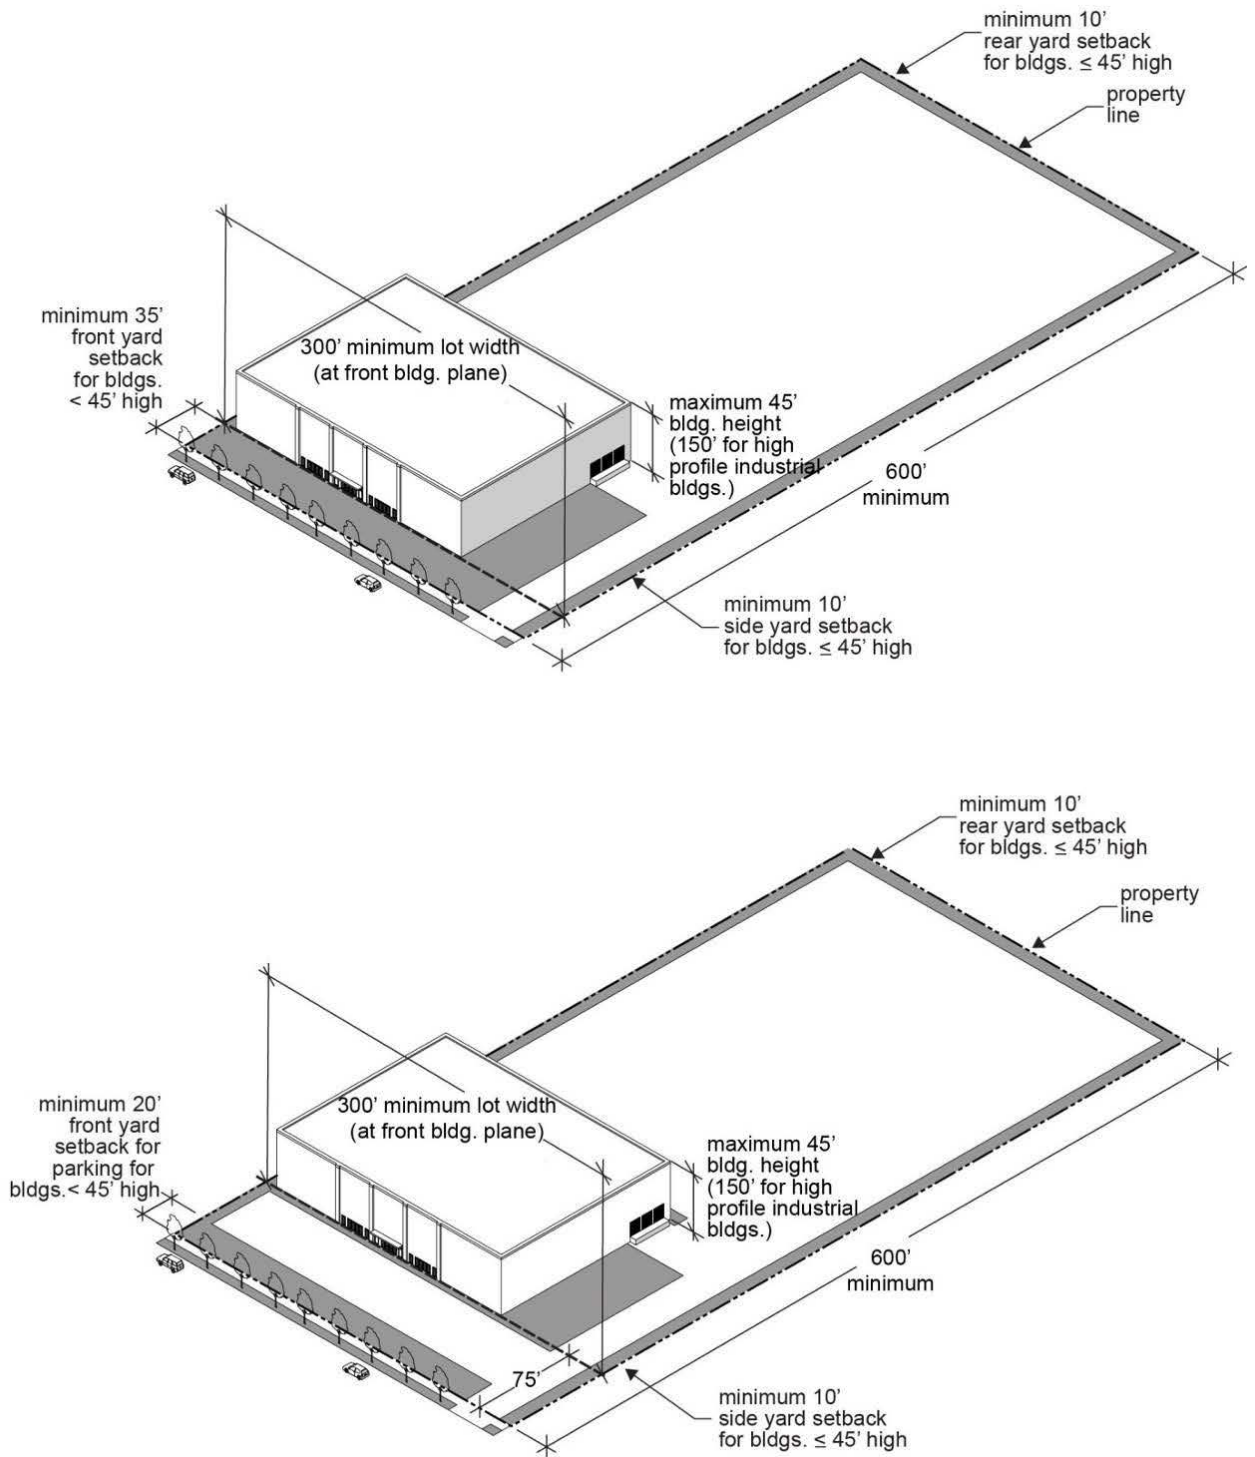 minimum 10’
rear yard setback
for bldgs. ≤ 45’ high
property
line
minimum 35’
front yard
setback
for bldgs.
< 45’ high
300’ minimum lot width
(at front bldg. plane)
maximum 45’
bldg. height
(150’ for high
profile industrial
bldgs.)
600’
minimum
minimum 10’
side yard setback
for bldgs. ≤ 45’ high
minimum 10’
rear yard setback
for bldgs. ≤ 45’ high
property
line
minimum 20’
front yard
setback for
parking for
bldgs.< 45’ high
300’ minimum lot width
(at front bldg. plane)
maximum 45’
bldg. height
(150’ for high
profile industrial
bldgs.)
600’
minimum
75’
minimum 10’
side yard setback
for bldgs. ≤ 45’ high